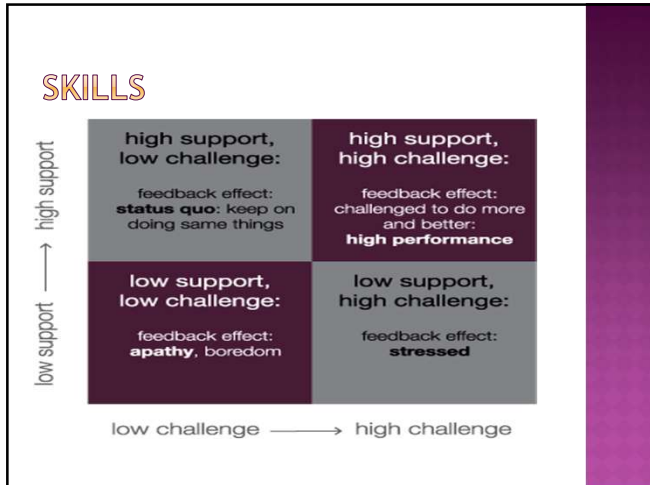 SKILLS
high support,
low challenge:
feedback effect:
status quo: keep on
doing same things
high support,
high challenge:
feedback effect:
challenged to do more
and better:
high performance
low support,
low challenge:
feedback effect:
apathy, boredom
low support,
high challenge:
feedback effect:
stressed
low support → high support
low challenge → high challenge